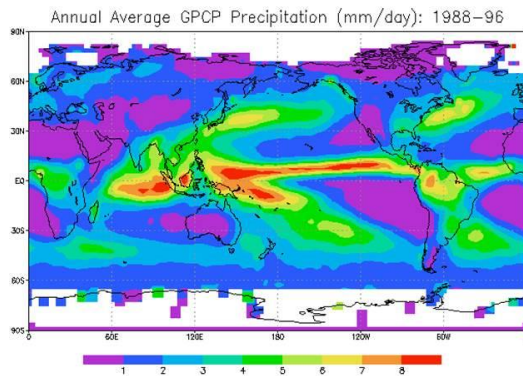 Annual Average GPCP Precipitation (mm/day): 1988-96
90N
60N
30N
EQ
30S
60S
90S
0 60E 120E 180 120W 60W
1 2 3 4 5 6 7 8